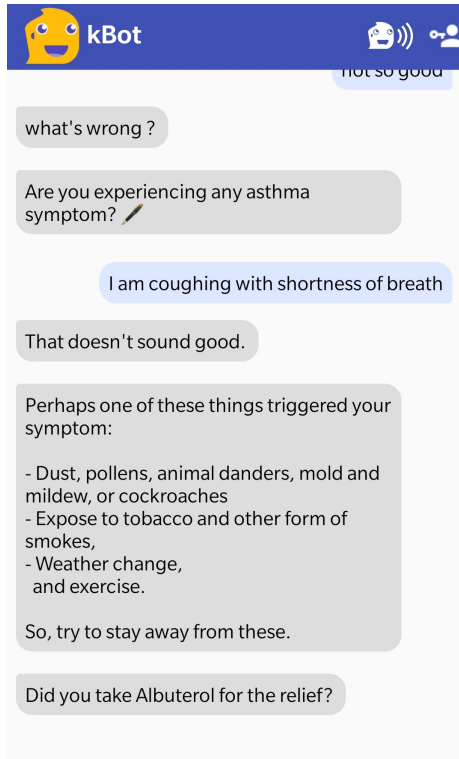 kBot
not so good
what's wrong ?
Are you experiencing any asthma
symptom?
I am coughing with shortness of breath
That doesn't sound good.
Perhaps one of these things triggered your
symptom:
- Dust, pollens, animal danders, mold and
mildew, or cockroaches
- Expose to tobacco and other form of
smokes,
- Weather change,
and exercise.
So, try to stay away from these.
Did you take Albuterol for the relief?